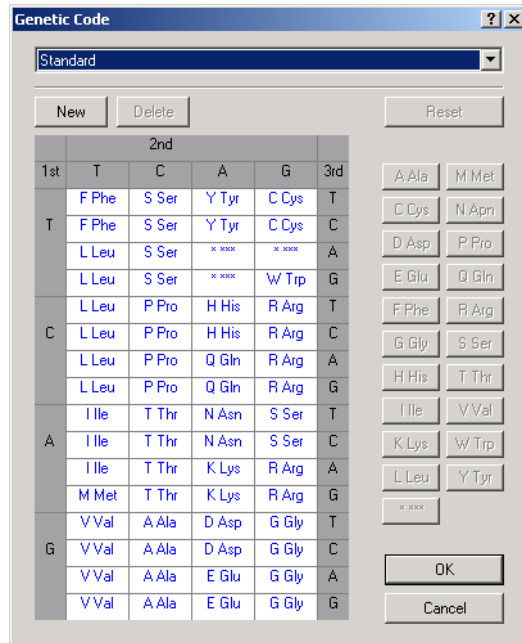 Genetic Code
Standard
New Delete Reset
2nd
1st T C A G 3rd
F Phe S Ser Y Tyr C Cys T
T F Phe S Ser Y Tyr C Cys C
L Leu S Ser * *** * *** A
L Leu S Ser * *** W Trp G
L Leu P Pro H His R Arg T
C L Leu P Pro H His R Arg C
L Leu P Pro Q Gln R Arg A
L Leu P Pro Q Gln R Arg G
I Ile T Thr N Asn S Ser T
A I Ile T Thr N Asn S Ser C
I Ile T Thr K Lys R Arg A
M Met T Thr K Lys R Arg G
V Val A Ala D Asp G Gly T
G V Val A Ala D Asp G Gly C
V Val A Ala E Glu G Gly A
V Val A Ala E Glu G Gly G
A Ala M Met
C Cys N Apn
D Asp P Pro
E Glu Q Gln
F Phe R Arg
G Gly S Ser
H His T Thr
I Ile V Val
K Lys W Trp
L Leu Y Tyr
* ***
OK
Cancel